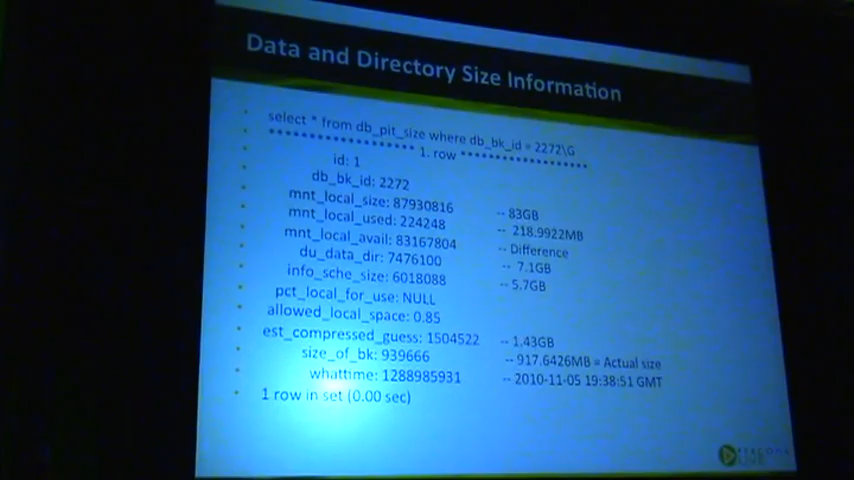 Data and Directory Size Information
select * from db_pit_size where db_bk_id = 2272\G
******************* 1. row *******************
id: 1
db_bk_id: 2272
mnt_local_size: 87930816 -- 83GB
mnt_local_used: 224248 -- 218.9922MB
mnt_local_avail: 83167804 -- Difference
du_data_dir: 7476100 -- 7.1GB
info_sche_size: 6018088 -- 5.7GB
pct_local_for_use: NULL
allowed_local_space: 0.85
est_compressed_guess: 1504522 -- 1.43GB
size_of_bk: 939666 -- 917.6426MB = Actual size
whattime: 1288985931 -- 2010-11-05 19:38:51 GMT
1 row in set (0.00 sec)